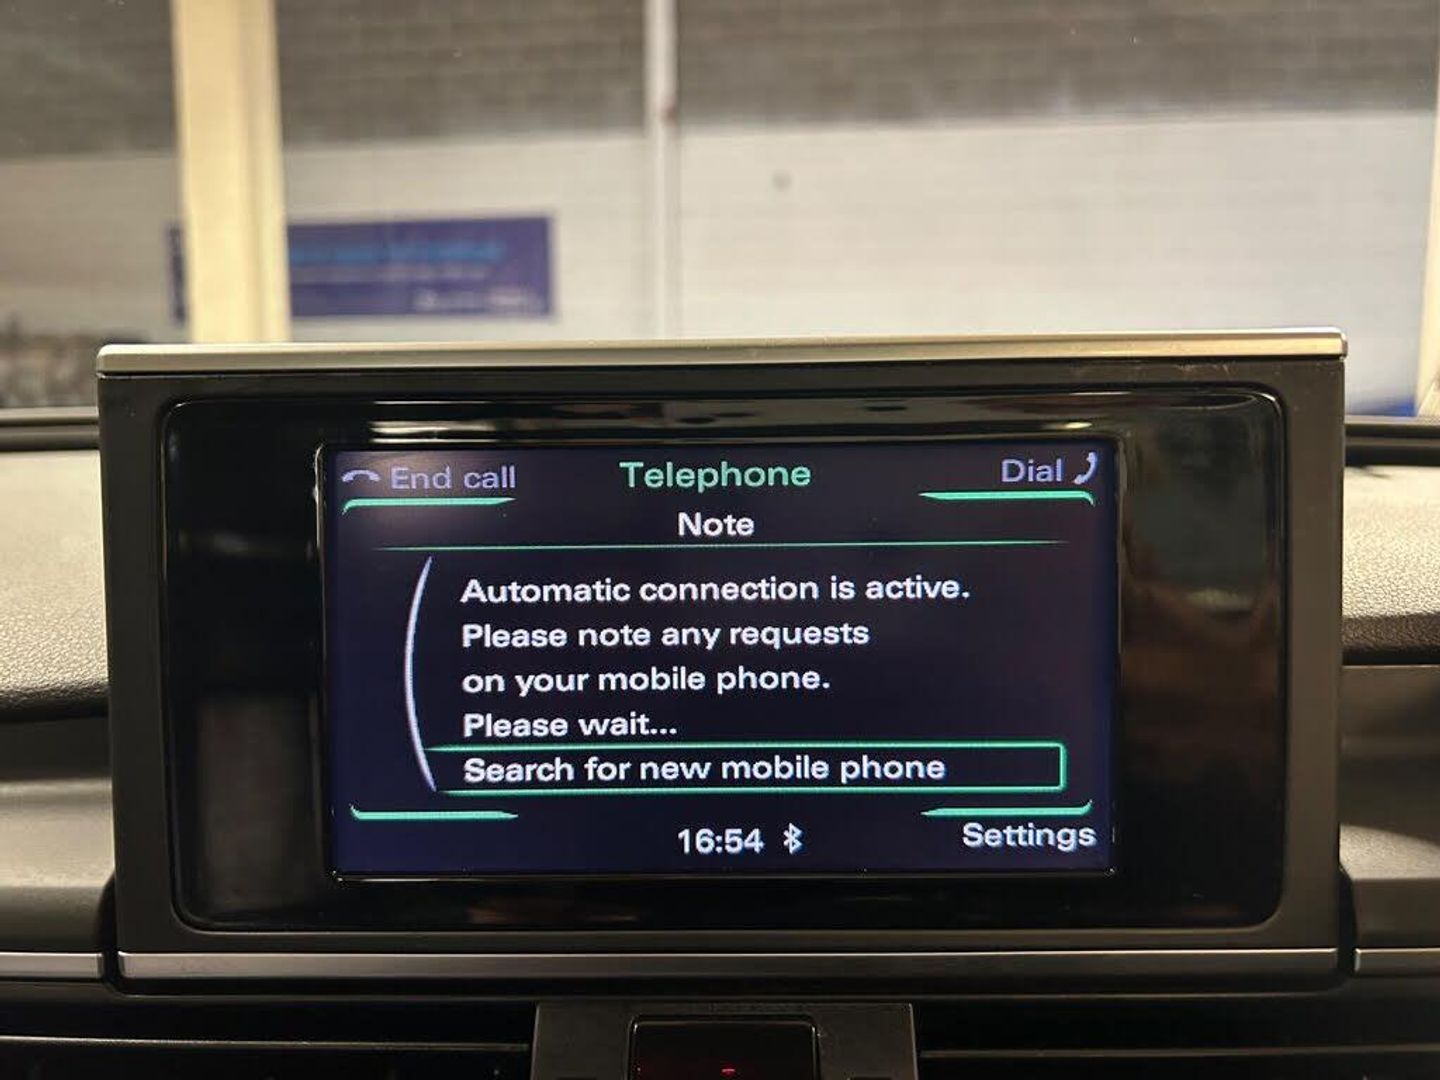 End call
Telephone
Dial
Note
Automatic connection is active.
Please note any requests
on your mobile phone.
Please wait...
Search for new mobile phone
16:54
Settings